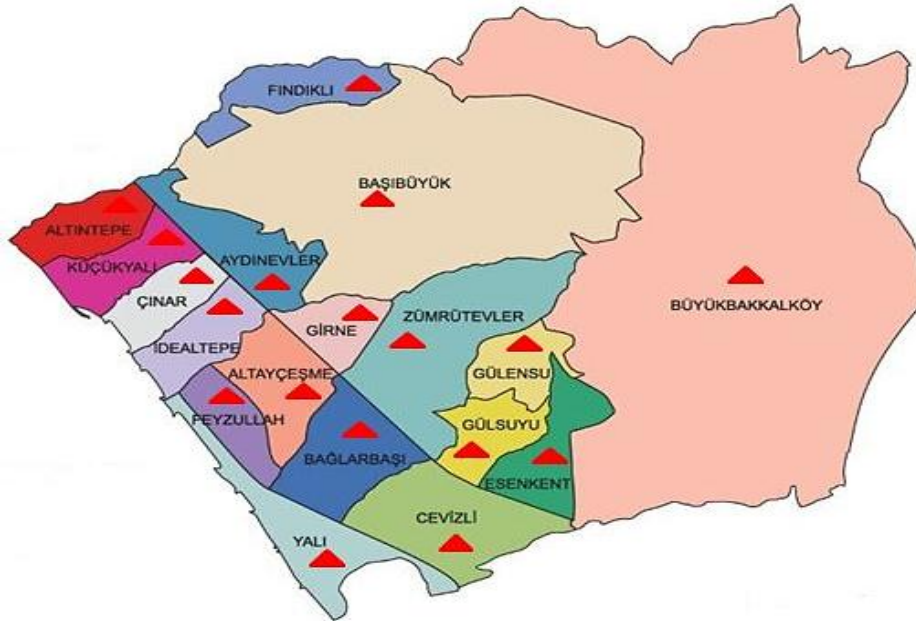 FINDIKLI
BAŞIBÜYÜK
ALTINTEPE
KÜÇÜKYALI
AYDINEVLER
ÇINAR
BÜYÜKBAKKALKÖY
ZÜMRÜTEVLER
GİRNE
İDEALTEPE
ALTAYÇEŞME
GÜLENSU
FEYZULLAH
GÜLSUYU
BAĞLARBAŞI
ESENKENT
CEVİZLİ
YALI